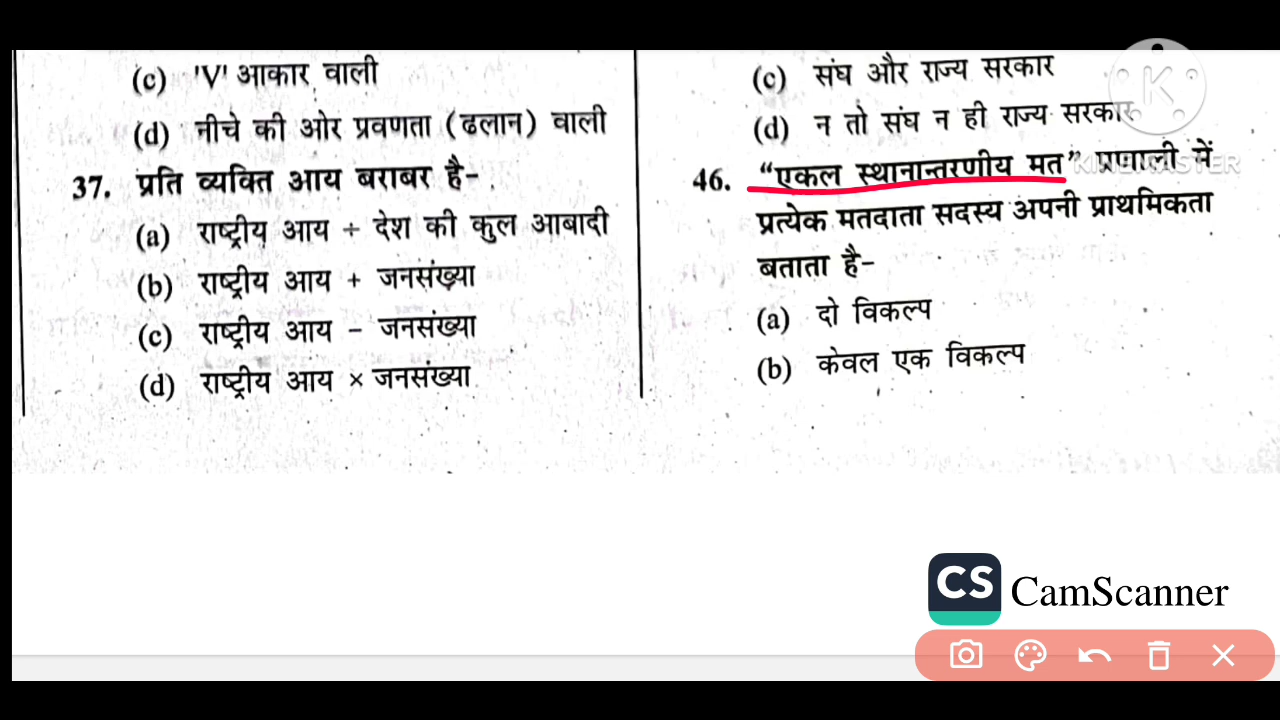 (c) 'V' आकार वाली
(d) नीचे की ओर प्रवणता (ढलान) वाली
37. प्रति व्यक्ति आय बराबर है-
(a) राष्ट्रीय आय ÷ देश की कुल आबादी
(b) राष्ट्रीय आय + जनसंख्या
(c) राष्ट्रीय आय − जनसंख्या
(d) राष्ट्रीय आय × जनसंख्या
(c) संघ और राज्य सरकार
(d) न तो संघ न ही राज्य सरकार
46. “एकल स्थानान्तरणीय मत” प्रणाली में
प्रत्येक मतदाता सदस्य अपनी प्राथमिकता
बताता है-
(a) दो विकल्प
(b) केवल एक विकल्प
K
KINEMASTER
CS CamScanner